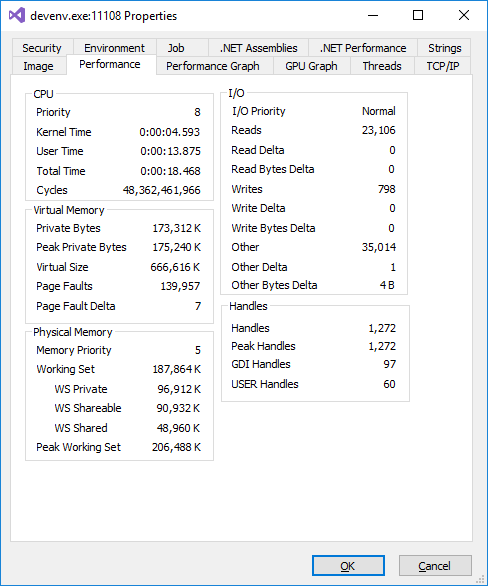 devenv.exe:11108 Properties
Security Environment Job .NET Assemblies .NET Performance Strings
Image Performance Performance Graph GPU Graph Threads TCP/IP
CPU
Priority 8
Kernel Time 0:00:04.593
User Time 0:00:13.875
Total Time 0:00:18.468
Cycles 48,362,461,966
Virtual Memory
Private Bytes 173,312 K
Peak Private Bytes 175,240 K
Virtual Size 666,616 K
Page Faults 139,957
Page Fault Delta 7
Physical Memory
Memory Priority 5
Working Set 187,864 K
WS Private 96,912 K
WS Shareable 90,932 K
WS Shared 48,960 K
Peak Working Set 206,488 K
I/O
I/O Priority Normal
Reads 23,106
Read Delta 0
Read Bytes Delta 0
Writes 798
Write Delta 0
Write Bytes Delta 0
Other 35,014
Other Delta 1
Other Bytes Delta 4 B
Handles
Handles 1,272
Peak Handles 1,272
GDI Handles 97
USER Handles 60
OK Cancel